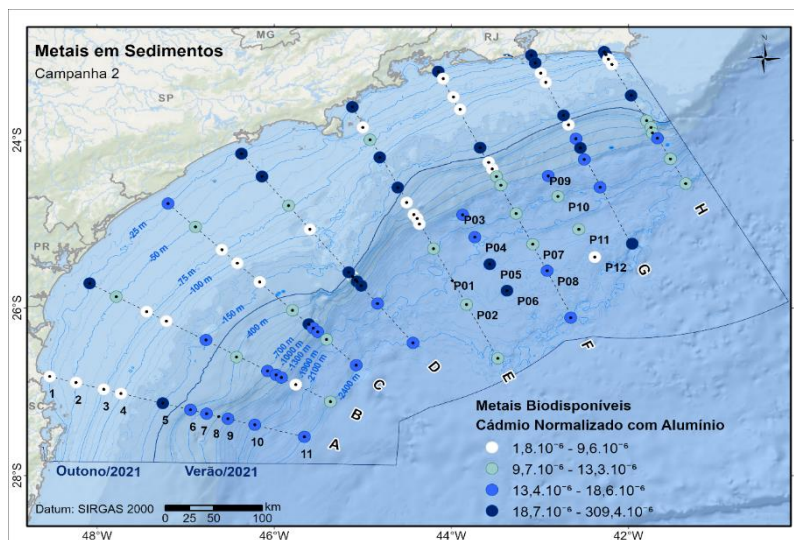 Metais em Sedimentos
Campanha 2
MG
RJ
SP
PR
SC
24°S
26°S
28°S
24°S
26°S
28°S
-25 m
-50 m
-75 m
-100 m
-150 m
-400 m
-700 m
-1000 m
-1300 m
-1900 m
-2100 m
-2400 m
P09
P03
P10
P04
P11
P07
P05
P12
P01
P08
P06
P02
H
G
F
E
D
C
B
A
1
2
3
4
5
6
7
8
9
10
11
Outono/2021
Verão/2021
Metais Biodisponíveis
Cádmio Normalizado com Alumínio
1,8.10⁻⁶ - 9,6.10⁻⁶
9,7.10⁻⁶ - 13,3.10⁻⁶
13,4.10⁻⁶ - 18,6.10⁻⁶
18,7.10⁻⁶ - 309,4.10⁻⁶
Datum: SIRGAS 2000
km
0 25 50 100
48°W
46°W
44°W
42°W